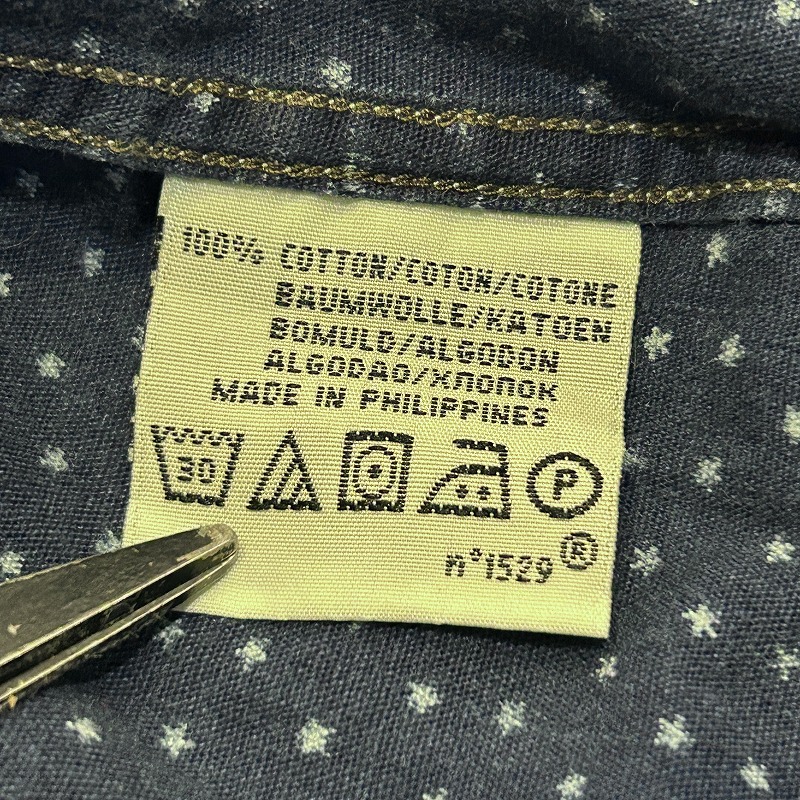 100% COTTON/COTON/COTONE
BAUMWOLLE/KATOEN
BOMULD/ALGODON
ALGODAO/ХЛОПОК
MADE IN PHILIPPINES
30 P
n°1529®